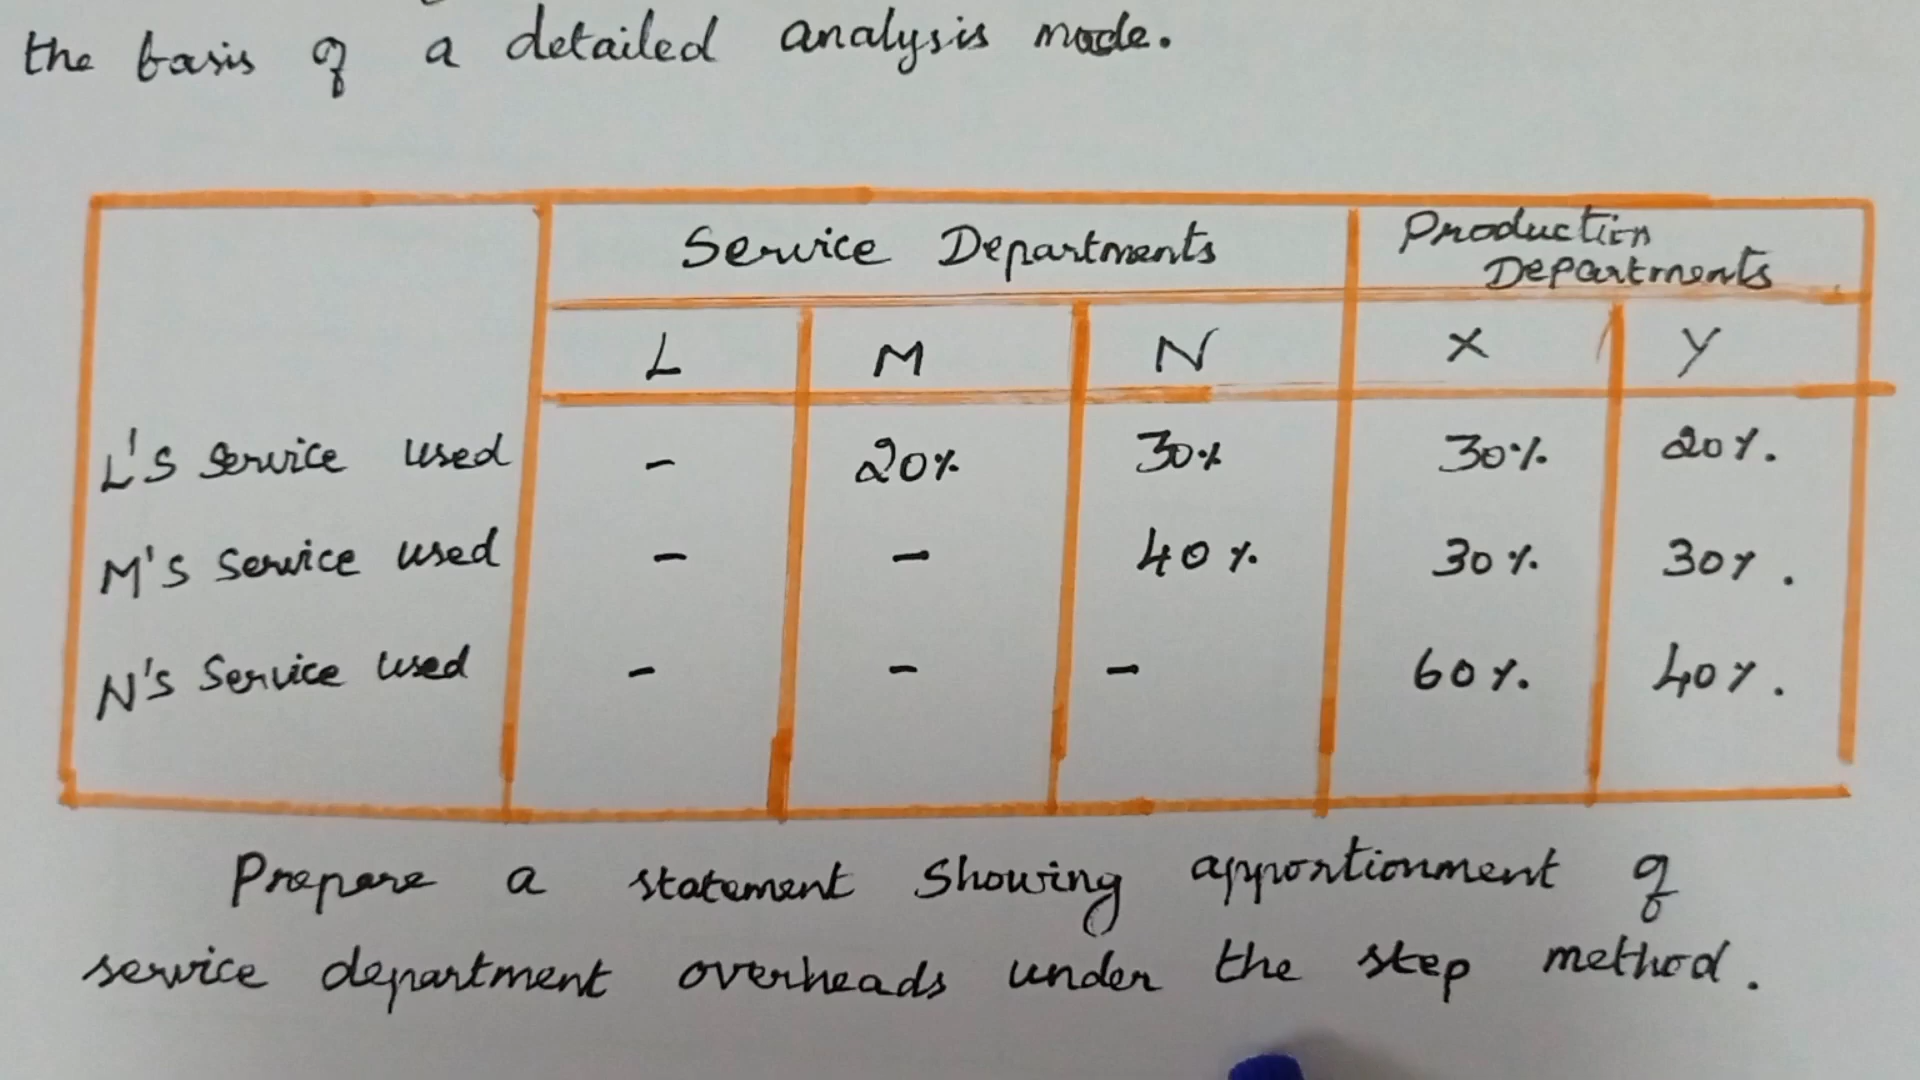 the basis of a detailed analysis made.
Service Departments Production Departments
L M N X Y
L's service used - 20% 30% 30% 20%.
M's Service used - - 40% 30% 30%.
N's Service used - - - 60%. 40%.
Prepare a statement Showing apportionment of
service department overheads under the step method.